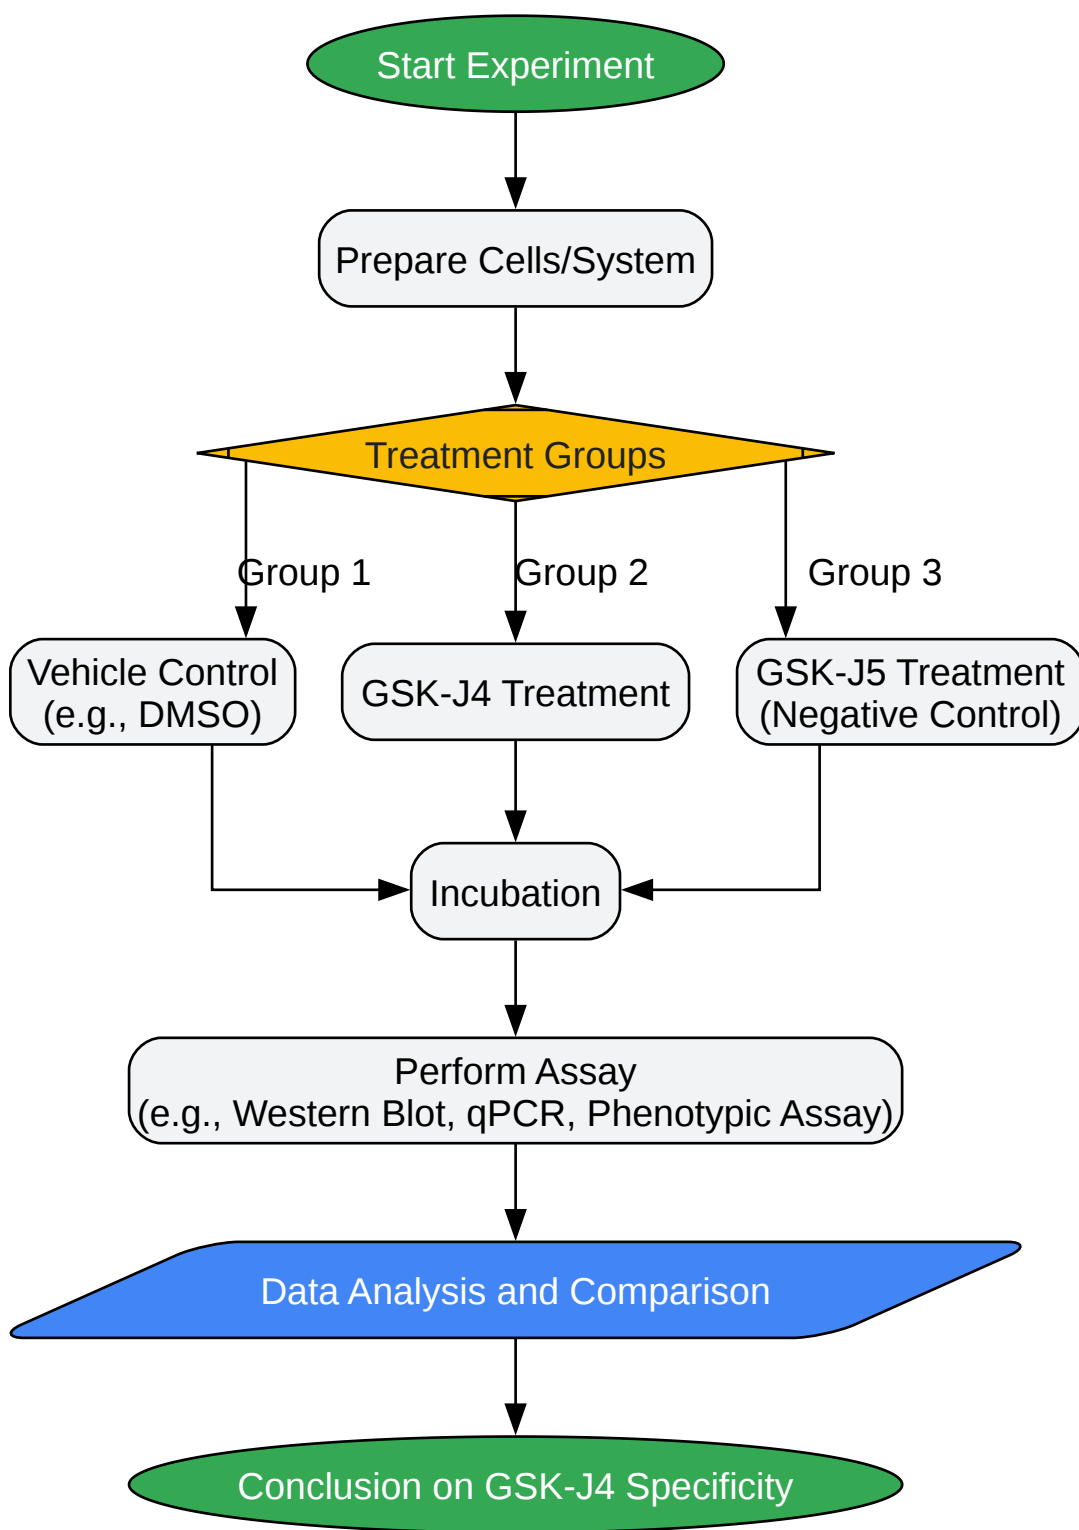 Start Experiment
Prepare Cells/System
Treatment Groups
Group 1
Group 2
Group 3
Vehicle Control
(e.g., DMSO)
GSK-J4 Treatment
GSK-J5 Treatment
(Negative Control)
Incubation
Perform Assay
(e.g., Western Blot, qPCR, Phenotypic Assay)
Data Analysis and Comparison
Conclusion on GSK-J4 Specificity